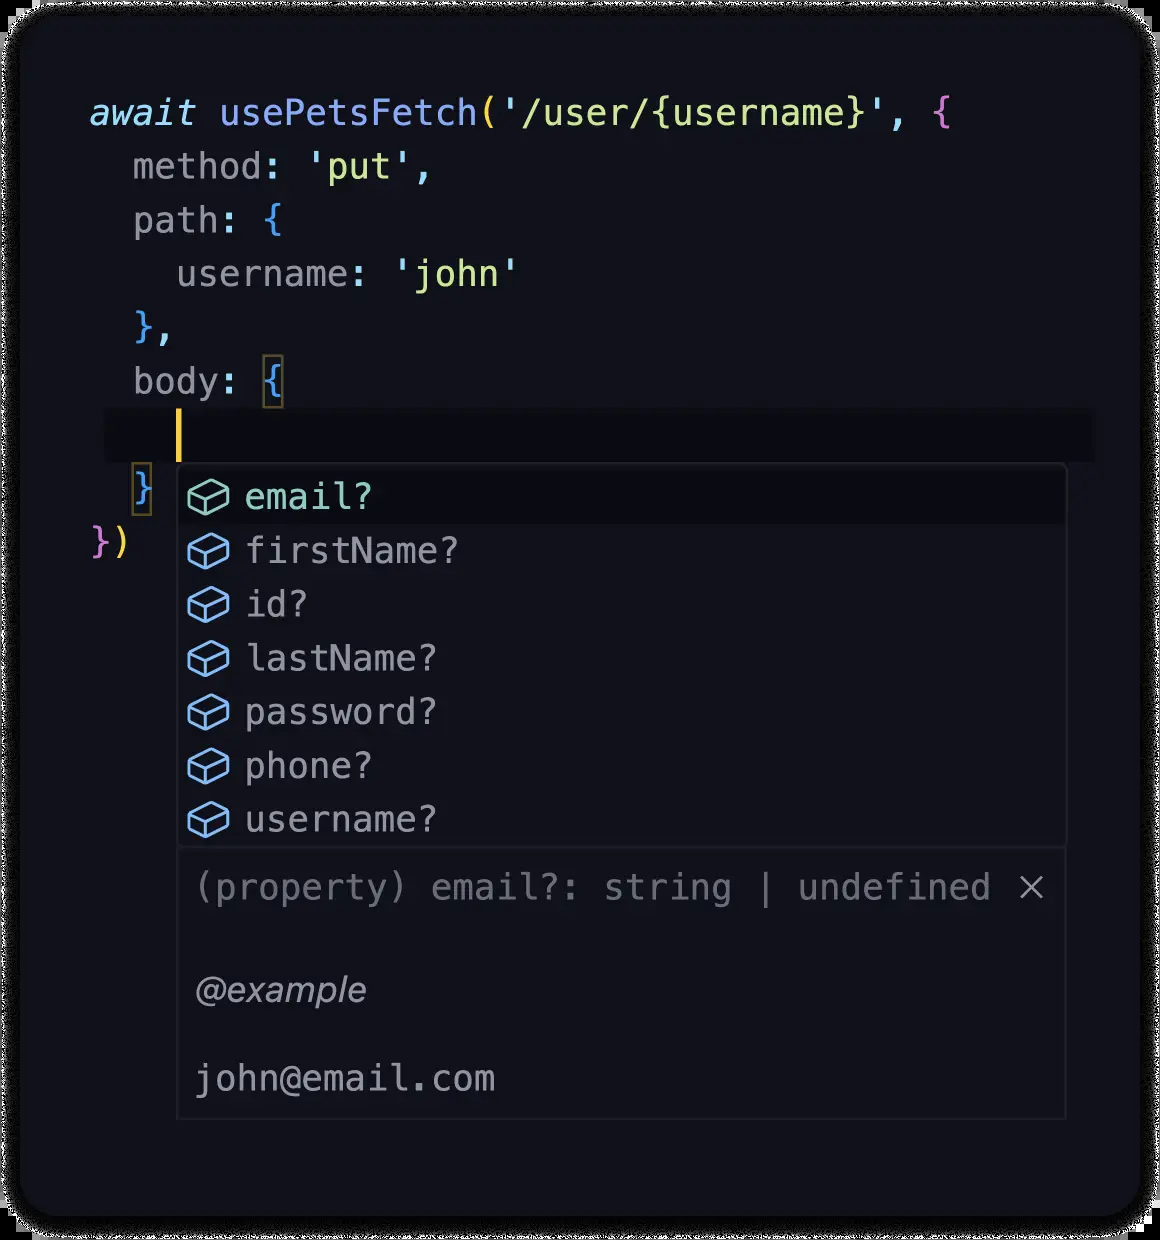 await usePetsFetch('/user/{username}', {
  method: 'put',
  path: {
    username: 'john'
  },
  body: {
  }
})
email?
firstName?
id?
lastName?
password?
phone?
username?
(property) email?: string | undefined ×
@example
john@email.com